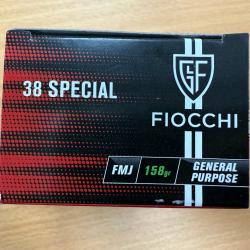 38 SPECIAL
GF
FIOCCHI
FMJ 158gr
GENERAL
PURPOSE